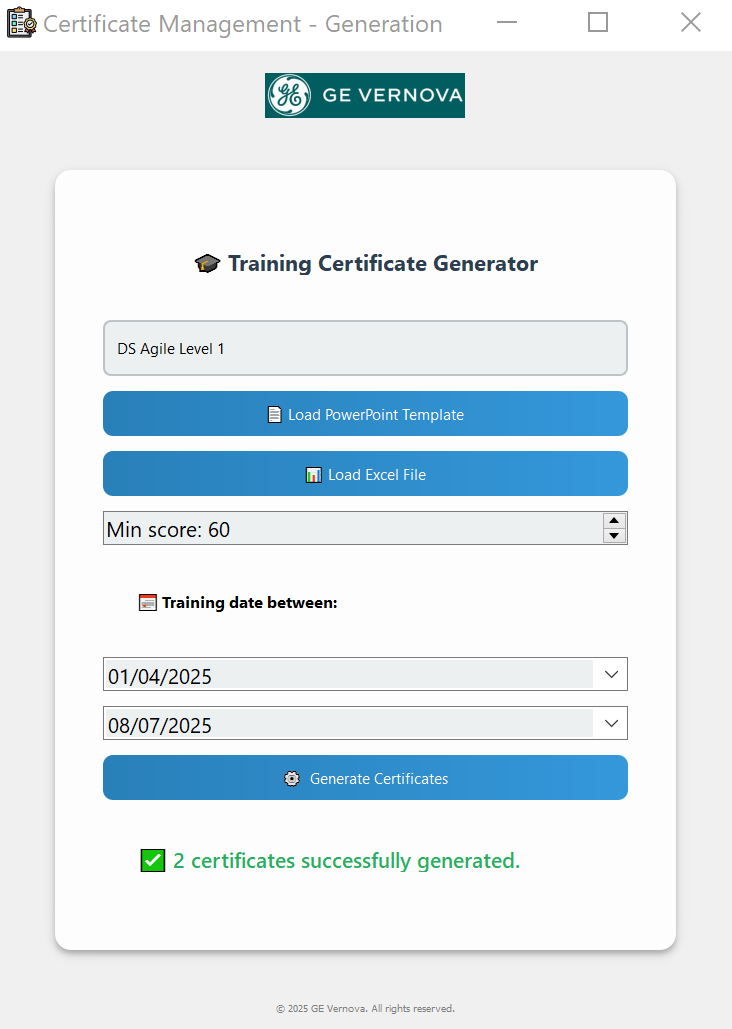 Certificate Management - Generation
GE VERNOVA
Training Certificate Generator
DS Agile Level 1
Load PowerPoint Template
Load Excel File
Min score: 60
Training date between:
01/04/2025
08/07/2025
Generate Certificates
2 certificates successfully generated.
© 2025 GE Vernova. All rights reserved.